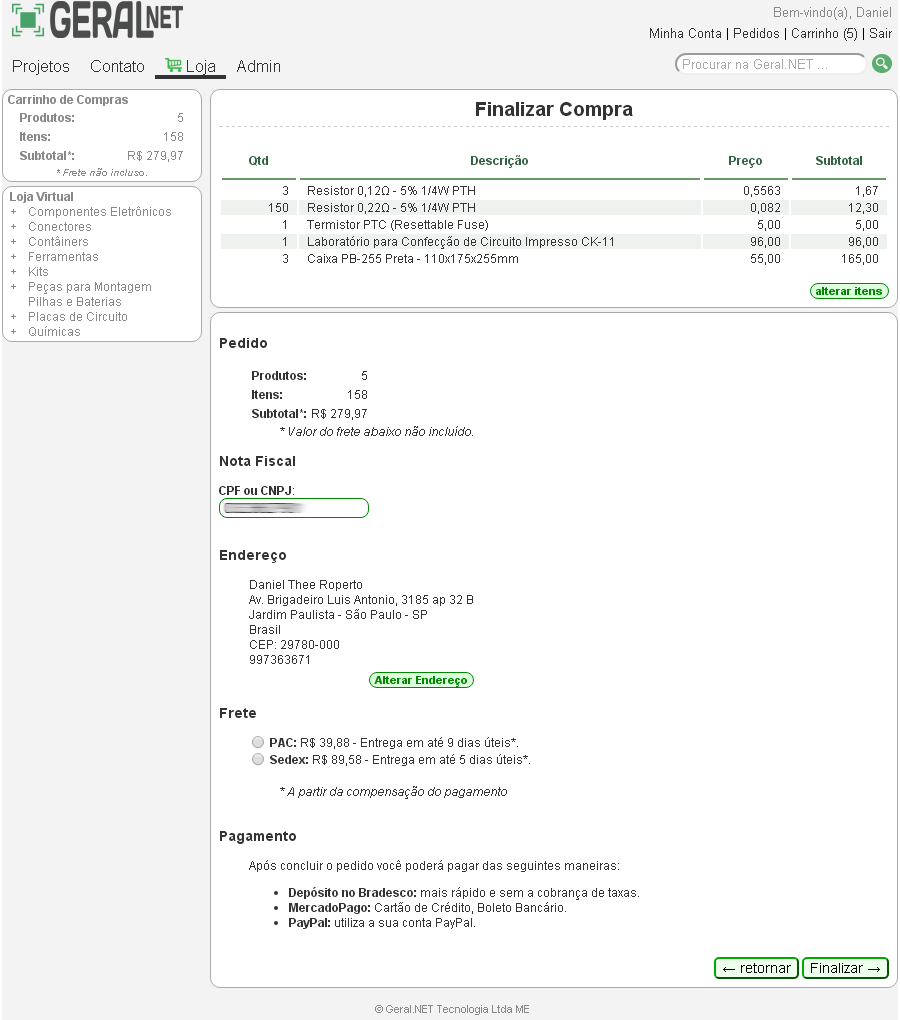 GERALNET
Bem-vindo(a), Daniel
Minha Conta | Pedidos | Carrinho (5) | Sair
Projetos Contato Loja Admin
Procurar na Geral.NET ...
Carrinho de Compras
Produtos: 5
Itens: 158
Subtotal*: R$ 279,97
* Frete não incluso.
Loja Virtual
+ Componentes Eletrônicos
+ Conectores
+ Contâiners
+ Ferramentas
+ Kits
+ Peças para Montagem
Pilhas e Baterias
+ Placas de Circuito
+ Químicas
Finalizar Compra
Qtd Descrição Preço Subtotal
3 Resistor 0,12Ω - 5% 1/4W PTH 0,5563 1,67
150 Resistor 0,22Ω - 5% 1/4W PTH 0,082 12,30
1 Termistor PTC (Resettable Fuse) 5,00 5,00
1 Laboratório para Confecção de Circuito Impresso CK-11 96,00 96,00
3 Caixa PB-255 Preta - 110x175x255mm 55,00 165,00
alterar itens
Pedido
Produtos: 5
Itens: 158
Subtotal*: R$ 279,97
* Valor do frete abaixo não incluído.
Nota Fiscal
CPF ou CNPJ:
Endereço
Daniel Thee Roperto
Av. Brigadeiro Luis Antonio, 3185 ap 32 B
Jardim Paulista - São Paulo - SP
Brasil
CEP: 29780-000
997363671
Alterar Endereço
Frete
PAC: R$ 39,88 - Entrega em até 9 dias úteis*.
Sedex: R$ 89,58 - Entrega em até 5 dias úteis*.
* A partir da compensação do pagamento
Pagamento
Após concluir o pedido você poderá pagar das seguintes maneiras:
• Depósito no Bradesco: mais rápido e sem a cobrança de taxas.
• MercadoPago: Cartão de Crédito, Boleto Bancário.
• PayPal: utiliza a sua conta PayPal.
← retornar Finalizar →
© Geral.NET Tecnologia Ltda ME